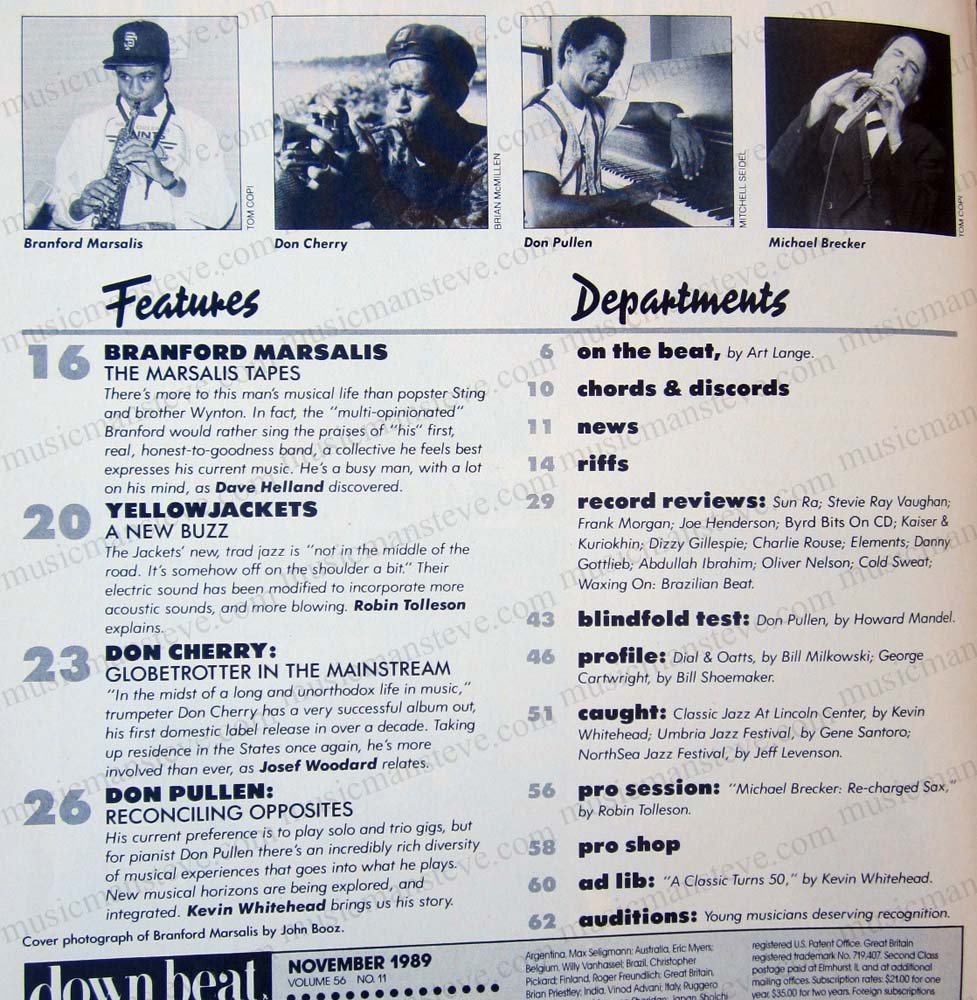 TOM COPI
BRIAN McMILLEN
MITCHELL SEIDEL
TOM COPI
Branford Marsalis
Don Cherry
Don Pullen
Michael Brecker
Features
16 BRANFORD MARSALIS
THE MARSALIS TAPES
There's more to this man's musical life than popster Sting
and brother Wynton. In fact, the "multi-opinionated"
Branford would rather sing the praises of "his" first,
real, honest-to-goodness band, a collective he feels best
expresses his current music. He's a busy man, with a lot
on his mind, as Dave Helland discovered.
20 YELLOWJACKETS
A NEW BUZZ
The Jackets' new, trad jazz is "not in the middle of the
road. It's somehow off on the shoulder a bit." Their
electric sound has been modified to incorporate more
acoustic sounds, and more blowing. Robin Tolleson
explains.
23 DON CHERRY:
GLOBETROTTER IN THE MAINSTREAM
"In the midst of a long and unorthodox life in music,"
trumpeter Don Cherry has a very successful album out,
his first domestic label release in over a decade. Taking
up residence in the States once again, he's more
involved than ever, as Josef Woodard relates.
26 DON PULLEN:
RECONCILING OPPOSITES
His current preference is to play solo and trio gigs, but
for pianist Don Pullen there's an incredibly rich diversity
of musical experiences that goes into what he plays.
New musical horizons are being explored, and
integrated. Kevin Whitehead brings us his story.
Cover photograph of Branford Marsalis by John Booz.
Departments
6 on the beat, by Art Lange.
10 chords & discords
11 news
14 riffs
29 record reviews: Sun Ra; Stevie Ray Vaughan;
Frank Morgan; Joe Henderson; Byrd Bits On CD; Kaiser &
Kuriokhin; Dizzy Gillespie; Charlie Rouse; Elements; Danny
Gottlieb; Abdullah Ibrahim; Oliver Nelson; Cold Sweat;
Waxing On: Brazilian Beat.
43 blindfold test: Don Pullen, by Howard Mandel.
46 profile: Dial & Oatts, by Bill Milkowski; George
Cartwright, by Bill Shoemaker.
51 caught: Classic Jazz At Lincoln Center, by Kevin
Whitehead; Umbria Jazz Festival, by Gene Santoro;
NorthSea Jazz Festival, by Jeff Levenson.
56 pro session: "Michael Brecker: Re-charged Sax,"
by Robin Tolleson.
58 pro shop
60 ad lib: "A Classic Turns 50," by Kevin Whitehead.
62 auditions: Young musicians deserving recognition.
down beat.
NOVEMBER 1989
VOLUME 56 NO. 11
Argentina, Max Seligmann; Australia, Eric Myers;
Belgium, Willy Vanhassel; Brazil, Christopher
Pickard; Finland, Roger Freundlich; Great Britain,
Brian Priestley; India, Vinod Advani; Italy, Ruggero
registered U.S. Patent Office. Great Britain
registered trademark No. 719,407. Second Class
postage paid at Elmhurst, IL and at additional
mailing offices. Subscription rates: $21.00 for one
year, $35.00 for two years. Foreign subscriptions
musicmansteve.com